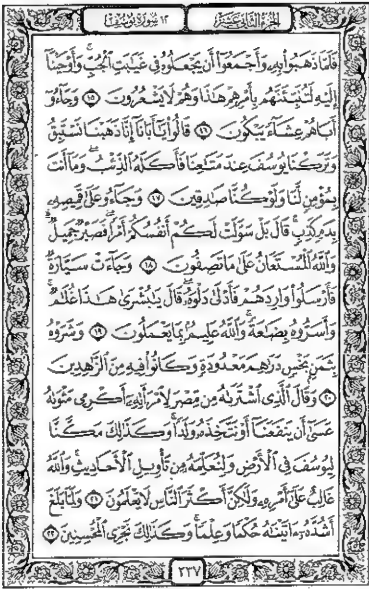 الجزء الثاني عشر
١٢ سورة يوسف
فَلَمَّا ذَهَبُوا۟ بِهِۦ وَأَجْمَعُوٓا۟ أَن يَجْعَلُوهُ فِى غَيَٰبَتِ ٱلْجُبِّ ۚ وَأَوْحَيْنَآ
إِلَيْهِ لَتُنَبِّئَنَّهُم بِأَمْرِهِمْ هَٰذَا وَهُمْ لَا يَشْعُرُونَ ١٥ وَجَآءُوٓ
أَبَاهُمْ عِشَآءً يَبْكُونَ ١٦ قَالُوا۟ يَٰٓأَبَانَآ إِنَّا ذَهَبْنَا نَسْتَبِقُ
وَتَرَكْنَا يُوسُفَ عِندَ مَتَٰعِنَا فَأَكَلَهُ ٱلذِّئْبُ ۖ وَمَآ أَنتَ
بِمُؤْمِنٍ لَّنَا وَلَوْ كُنَّا صَٰدِقِينَ ١٧ وَجَآءُو عَلَىٰ قَمِيصِهِۦ
بِدَمٍ كَذِبٍ ۚ قَالَ بَلْ سَوَّلَتْ لَكُمْ أَنفُسُكُمْ أَمْرًا ۖ فَصَبْرٌ جَمِيلٌ ۖ
وَٱللَّهُ ٱلْمُسْتَعَانُ عَلَىٰ مَا تَصِفُونَ ١٨ وَجَآءَتْ سَيَّارَةٌ
فَأَرْسَلُوا۟ وَارِدَهُمْ فَأَدْلَىٰ دَلْوَهُۥ ۖ قَالَ يَٰبُشْرَىٰ هَٰذَا غُلَٰمٌ ۚ
وَأَسَرُّوهُ بِضَٰعَةً ۚ وَٱللَّهُ عَلِيمٌۢ بِمَا يَعْمَلُونَ ١٩ وَشَرَوْهُ
بِثَمَنٍۭ بَخْسٍ دَرَٰهِمَ مَعْدُودَةٍ وَكَانُوا۟ فِيهِ مِنَ ٱلزَّٰهِدِينَ
٢٠ وَقَالَ ٱلَّذِى ٱشْتَرَىٰهُ مِن مِّصْرَ لِٱمْرَأَتِهِۦٓ أَكْرِمِى مَثْوَىٰهُ
عَسَىٰٓ أَن يَنفَعَنَآ أَوْ نَتَّخِذَهُۥ وَلَدًا ۚ وَكَذَٰلِكَ مَكَّنَّا
لِيُوسُفَ فِى ٱلْأَرْضِ وَلِنُعَلِّمَهُۥ مِن تَأْوِيلِ ٱلْأَحَادِيثِ ۚ وَٱللَّهُ
غَالِبٌ عَلَىٰٓ أَمْرِهِۦ وَلَٰكِنَّ أَكْثَرَ ٱلنَّاسِ لَا يَعْلَمُونَ ٢١ وَلَمَّا بَلَغَ
أَشُدَّهُۥٓ ءَاتَيْنَٰهُ حُكْمًا وَعِلْمًا ۚ وَكَذَٰلِكَ نَجْزِى ٱلْمُحْسِنِينَ ٢٢
٢٣٧